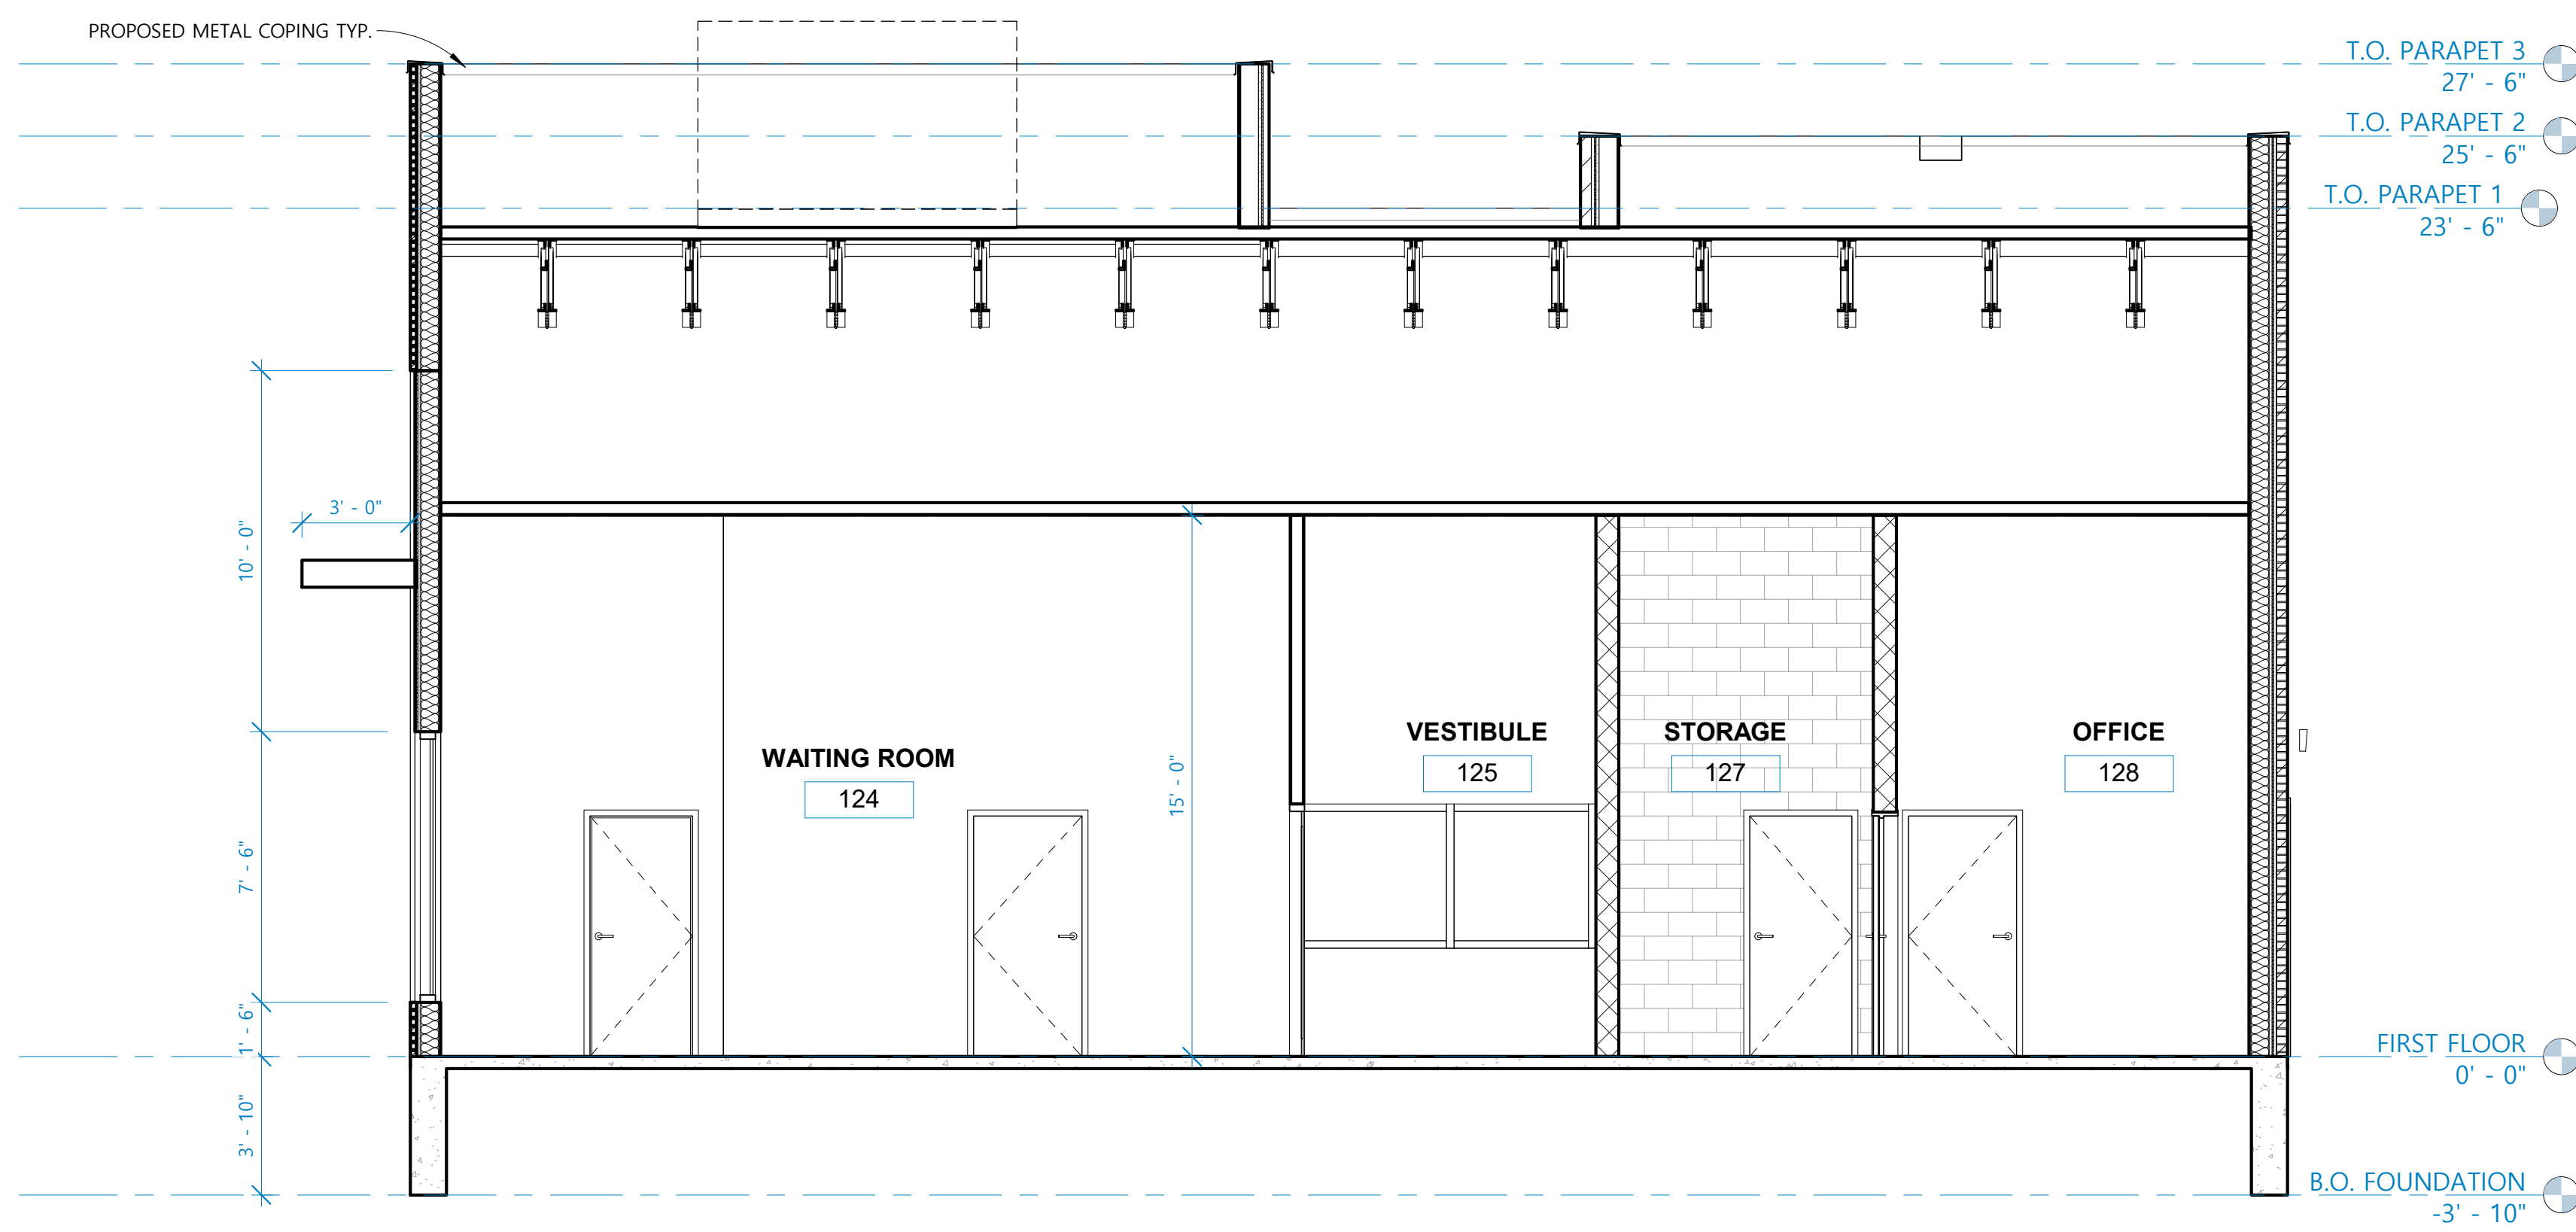 PROPOSED METAL COPING TYP.
T.O. PARAPET 3
27' - 6"
T.O. PARAPET 2
25' - 6"
T.O. PARAPET 1
23' - 6"
3' - 0"
10' - 0"
7' - 6"
1' - 6"
3' - 10"
15' - 0"
WAITING ROOM
124
VESTIBULE
125
STORAGE
127
OFFICE
128
FIRST FLOOR
0' - 0"
B.O. FOUNDATION
-3' - 10"